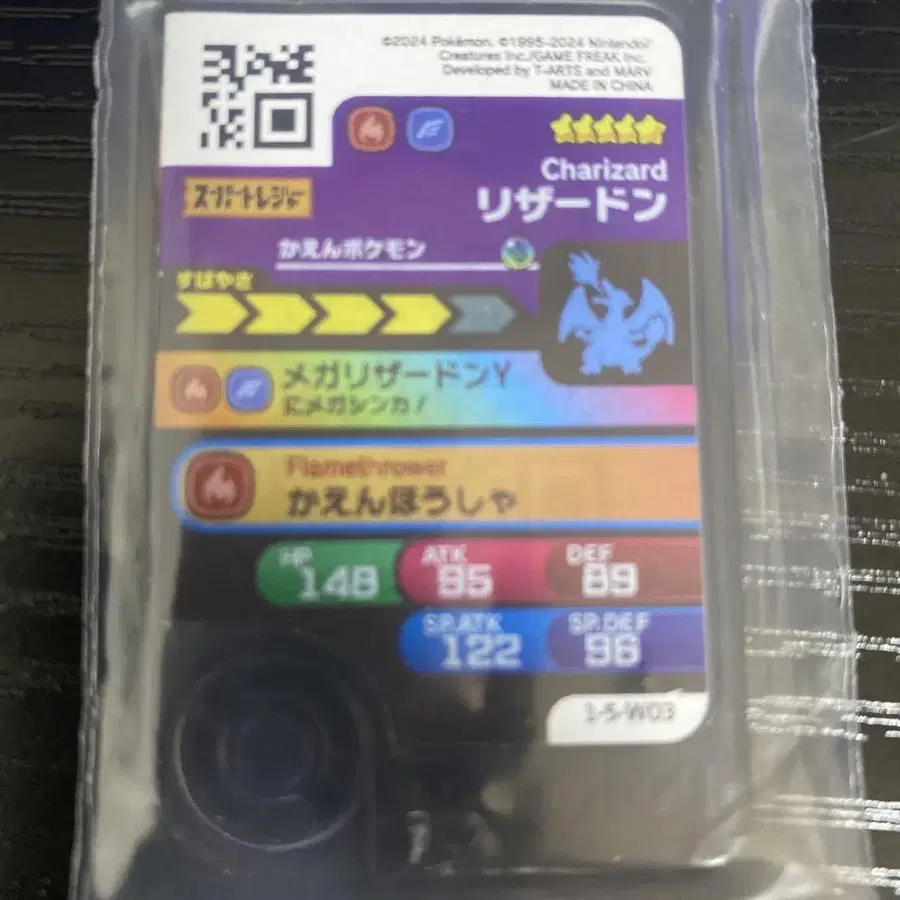 ©2024 Pokémon. ©1995-2024 Nintendo/
Creatures Inc./GAME FREAK inc.
Developed by T-ARTS and MARV
MADE IN CHINA
Charizard
リザードン
スーパートレジャー
かえんポケモン
すばやさ
メガリザードンY
にメガシンカ!
Flamethrower
かえんほうしゃ
HP 148 ATK 95 DEF 89
SP.ATK 122 SP.DEF 96
1-5-W03